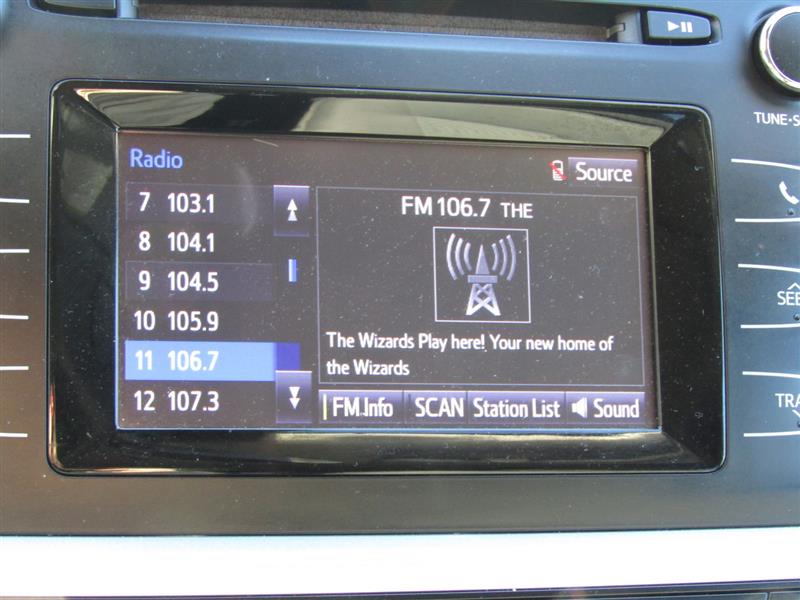 Radio
Source
7 103.1
8 104.1
9 104.5
10 105.9
11 106.7
12 107.3
FM 106.7 THE
The Wizards Play here! Your new home of
the Wizards
FM Info SCAN Station List Sound
TUNE•S
SEE
TRA